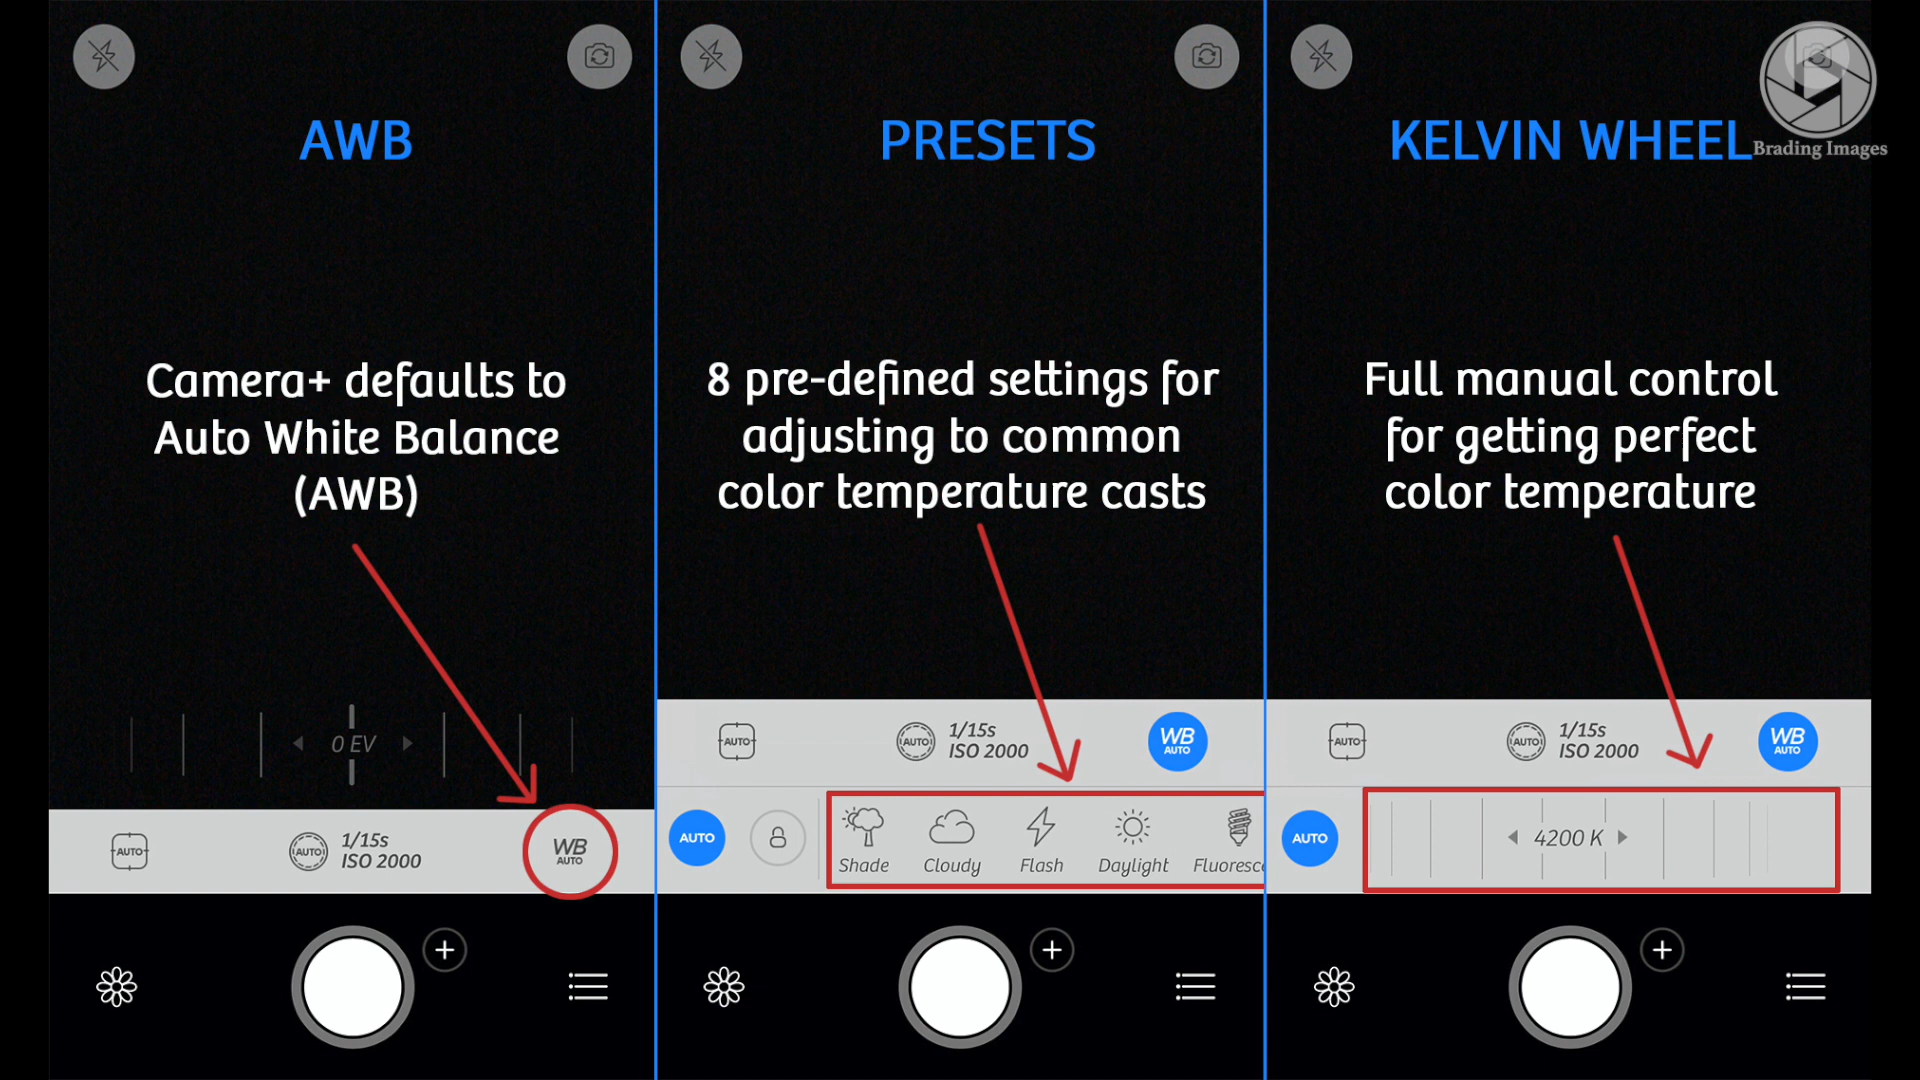 AWB
Camera+ defaults to
Auto White Balance
(AWB)
0 EV
AUTO
AUTO
1/15s
ISO 2000
WB
AUTO
PRESETS
8 pre-defined settings for
adjusting to common
color temperature casts
AUTO
AUTO
1/15s
ISO 2000
WB
AUTO
AUTO
Shade
Cloudy
Flash
Daylight
Fluoresce
KELVIN WHEEL
Brading Images
Full manual control
for getting perfect
color temperature
AUTO
AUTO
1/15s
ISO 2000
WB
AUTO
AUTO
4200 K